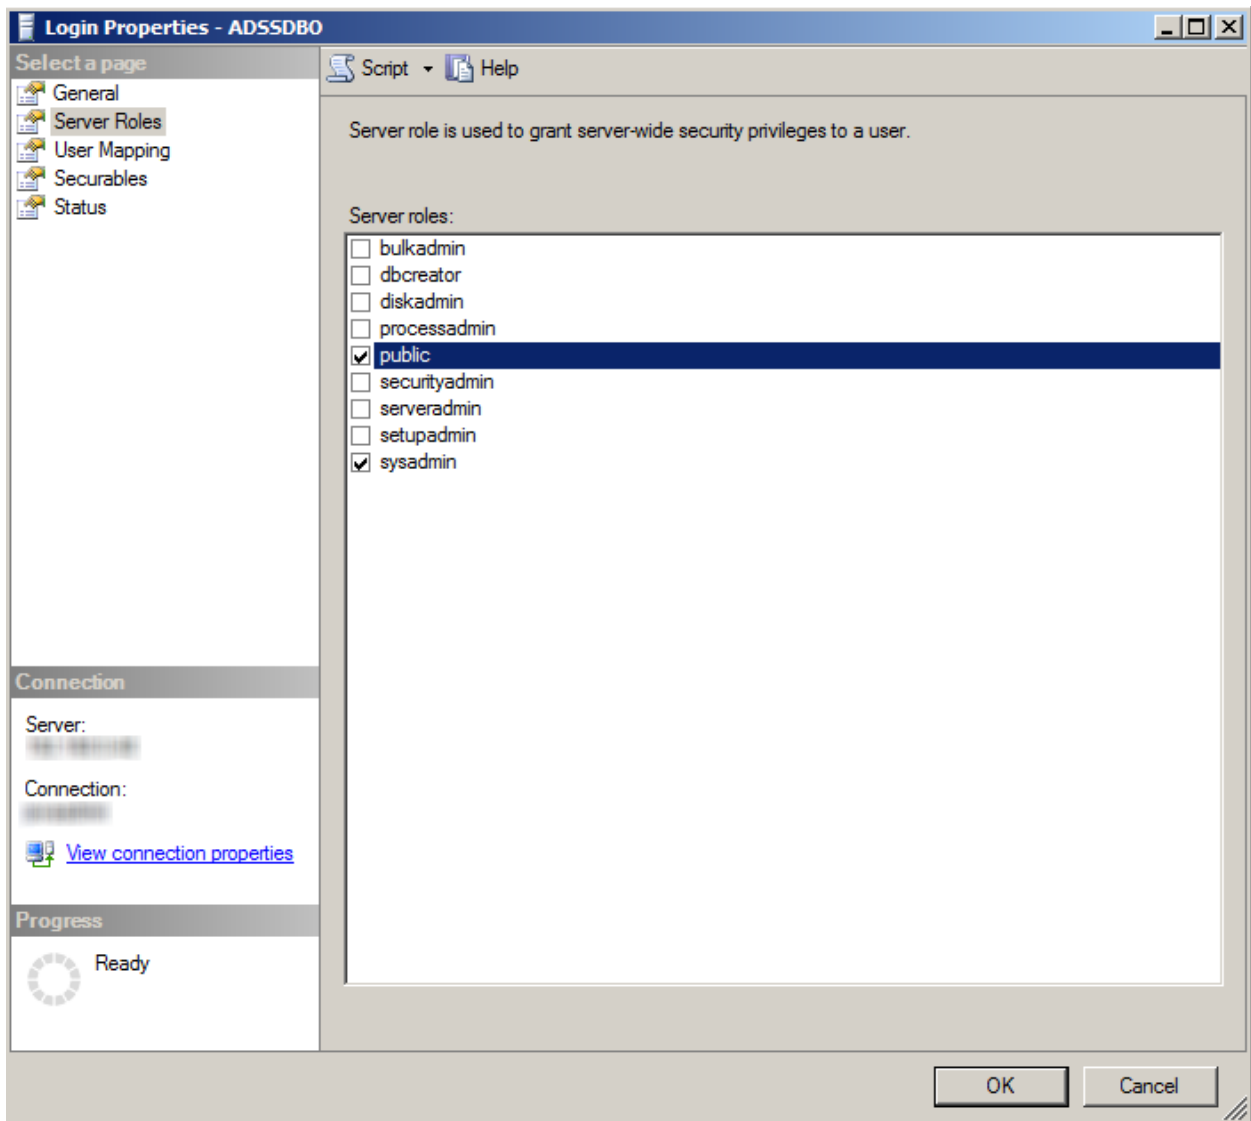 Login Properties - ADSSDBO
Select a page
General
Server Roles
User Mapping
Securables
Status
Connection
Server:
Connection:
View connection properties
Progress
Ready
Script
Help
Server role is used to grant server-wide security privileges to a user.
Server roles:
bulkadmin
dbcreator
diskadmin
processadmin
public
securityadmin
serveradmin
setupadmin
sysadmin
OK
Cancel